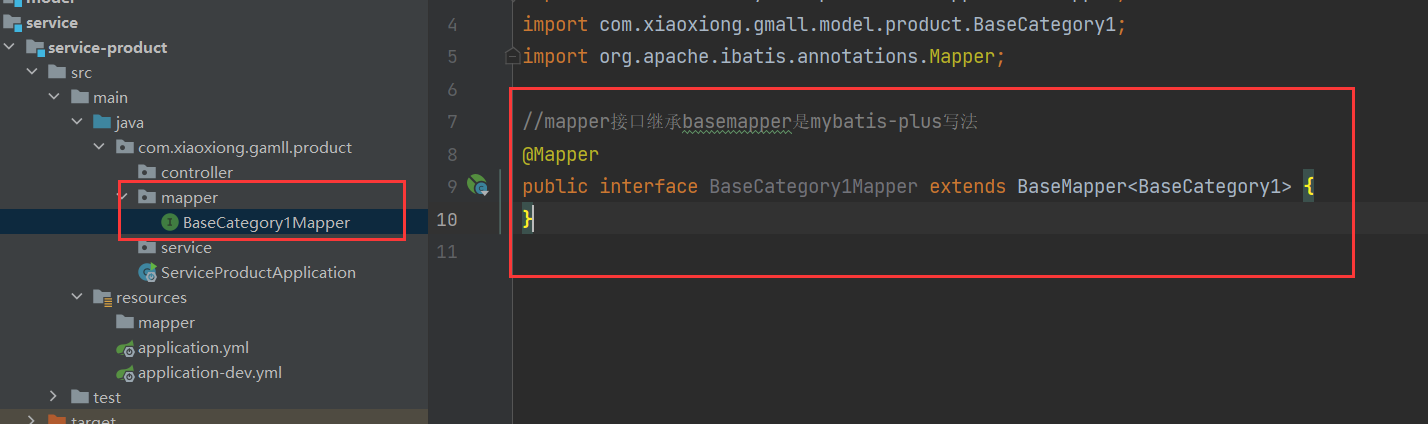 model
service
service-product
src
main
java
com.xiaoxiong.gamll.product
controller
mapper
BaseCategory1Mapper
service
ServiceProductApplication
resources
mapper
application.yml
application-dev.yml
test
target
4 import com.xiaoxiong.gmall.model.product.BaseCategory1;
5 import org.apache.ibatis.annotations.Mapper;
6
7 //mapper接口继承basemapper是mybatis-plus写法
8 @Mapper
9 public interface BaseCategory1Mapper extends BaseMapper<BaseCategory1> {
10 }
11